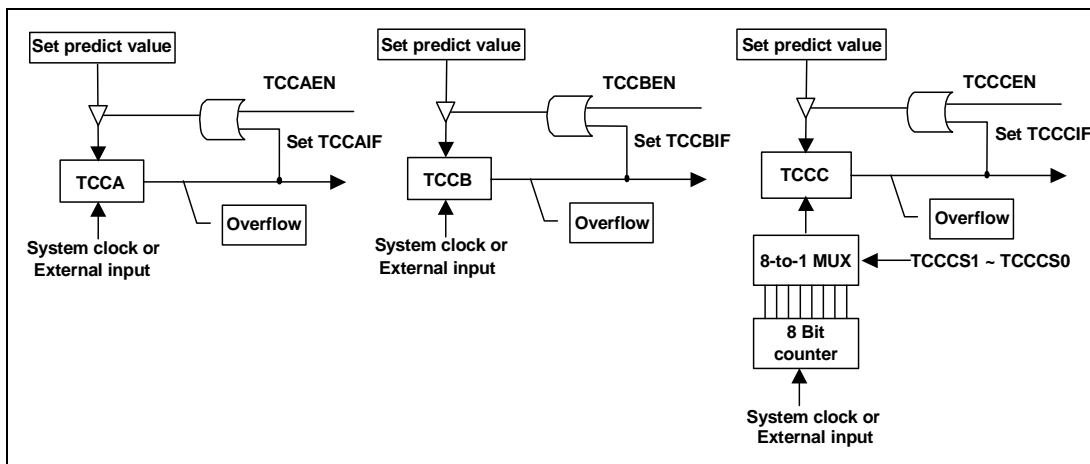 Set predict value
TCCAEN
Set TCCAIF
TCCA
Overflow
System clock or
External input
Set predict value
TCCBEN
Set TCCBIF
TCCB
Overflow
System clock or
External input
Set predict value
TCCCEN
Set TCCCIF
TCCC
Overflow
8-to-1 MUX
TCCCS1 ~ TCCCS0
8 Bit
counter
System clock or
External input